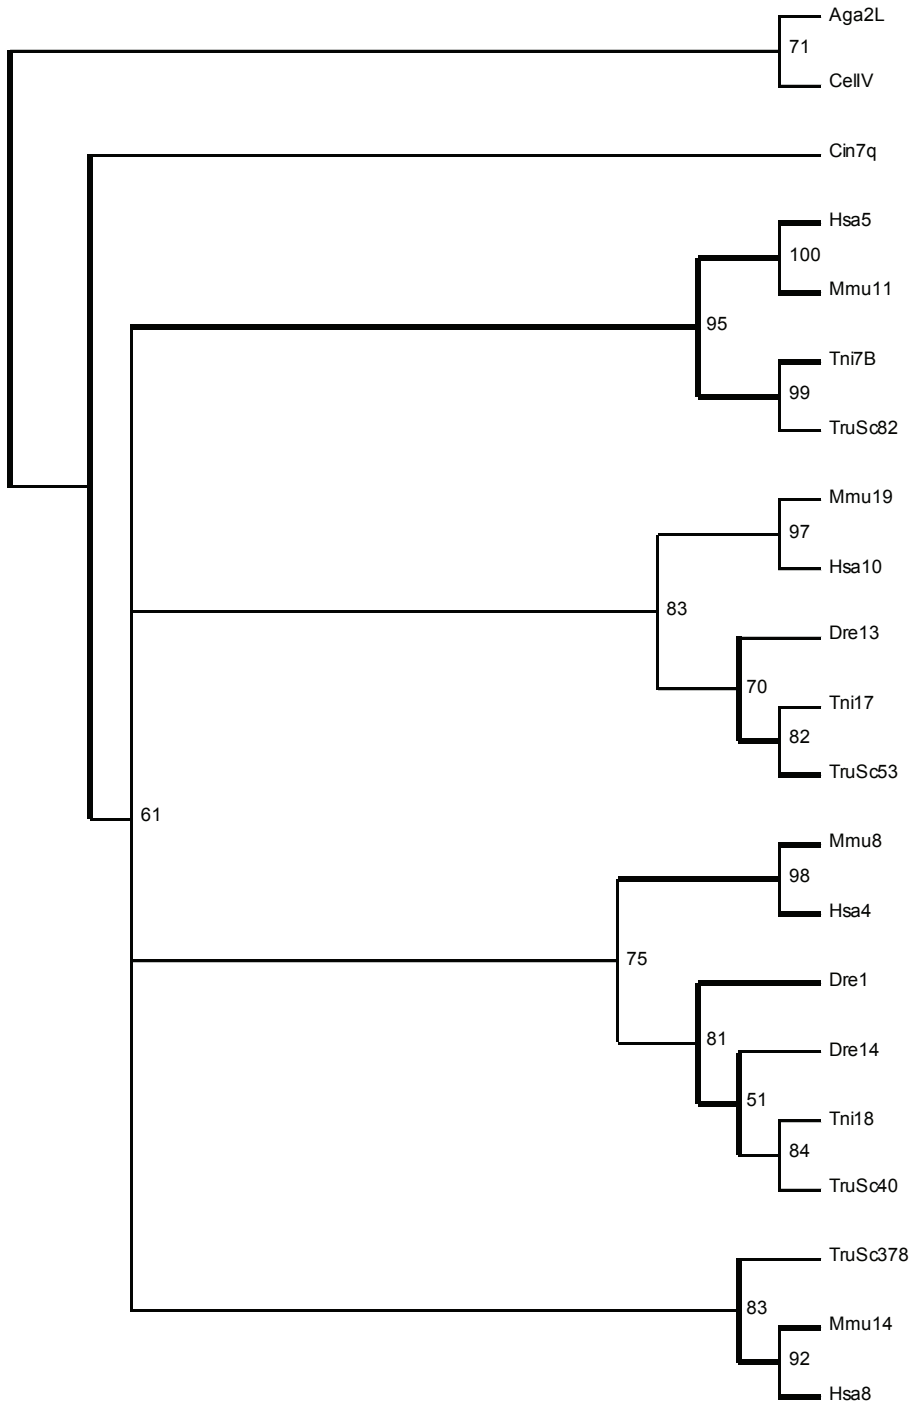 Aga2L
71
CelIV
Cin7q
Hsa5
100
Mmu11
95
Tni7B
99
TruSc82
Mmu19
97
Hsa10
83
Dre13
70
Tni17
82
TruSc53
61
Mmu8
98
Hsa4
75
Dre1
81
Dre14
51
Tni18
84
TruSc40
TruSc378
83
Mmu14
92
Hsa8